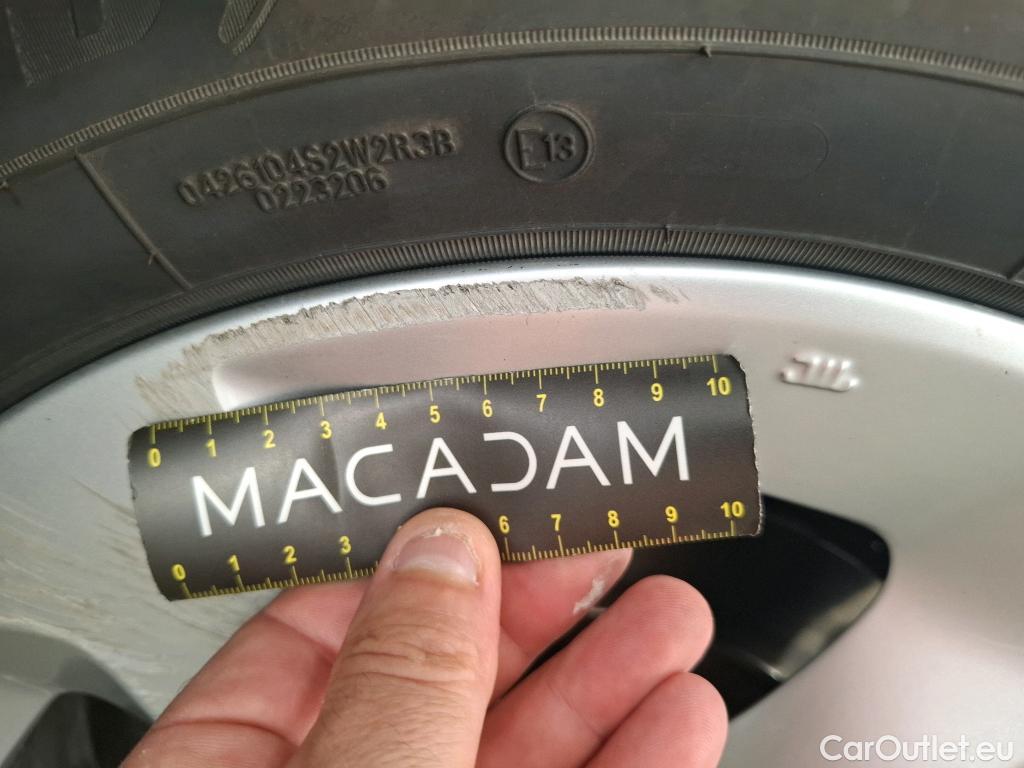 0426104S2W2R3B
0223206
E13
0 1 2 3 4 5 6 7 8 9 10
MACADAM
0 1 2 3 6 7 8 9 10
JWL
CarOutlet.eu